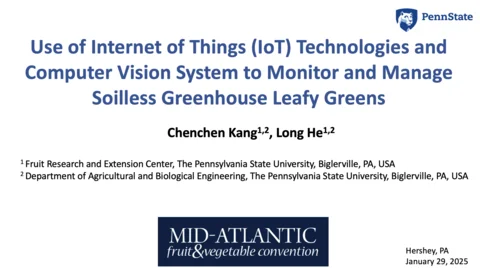 PennState
Use of Internet of Things (IoT) Technologies and
Computer Vision System to Monitor and Manage
Soilless Greenhouse Leafy Greens
Chenchen Kang1,2, Long He1,2
1 Fruit Research and Extension Center, The Pennsylvania State University, Biglerville, PA, USA
2 Department of Agricultural and Biological Engineering, The Pennsylvania State University, Biglerville, PA, USA
MID-ATLANTIC
fruit&vegetable convention
Hershey, PA
January 29, 2025